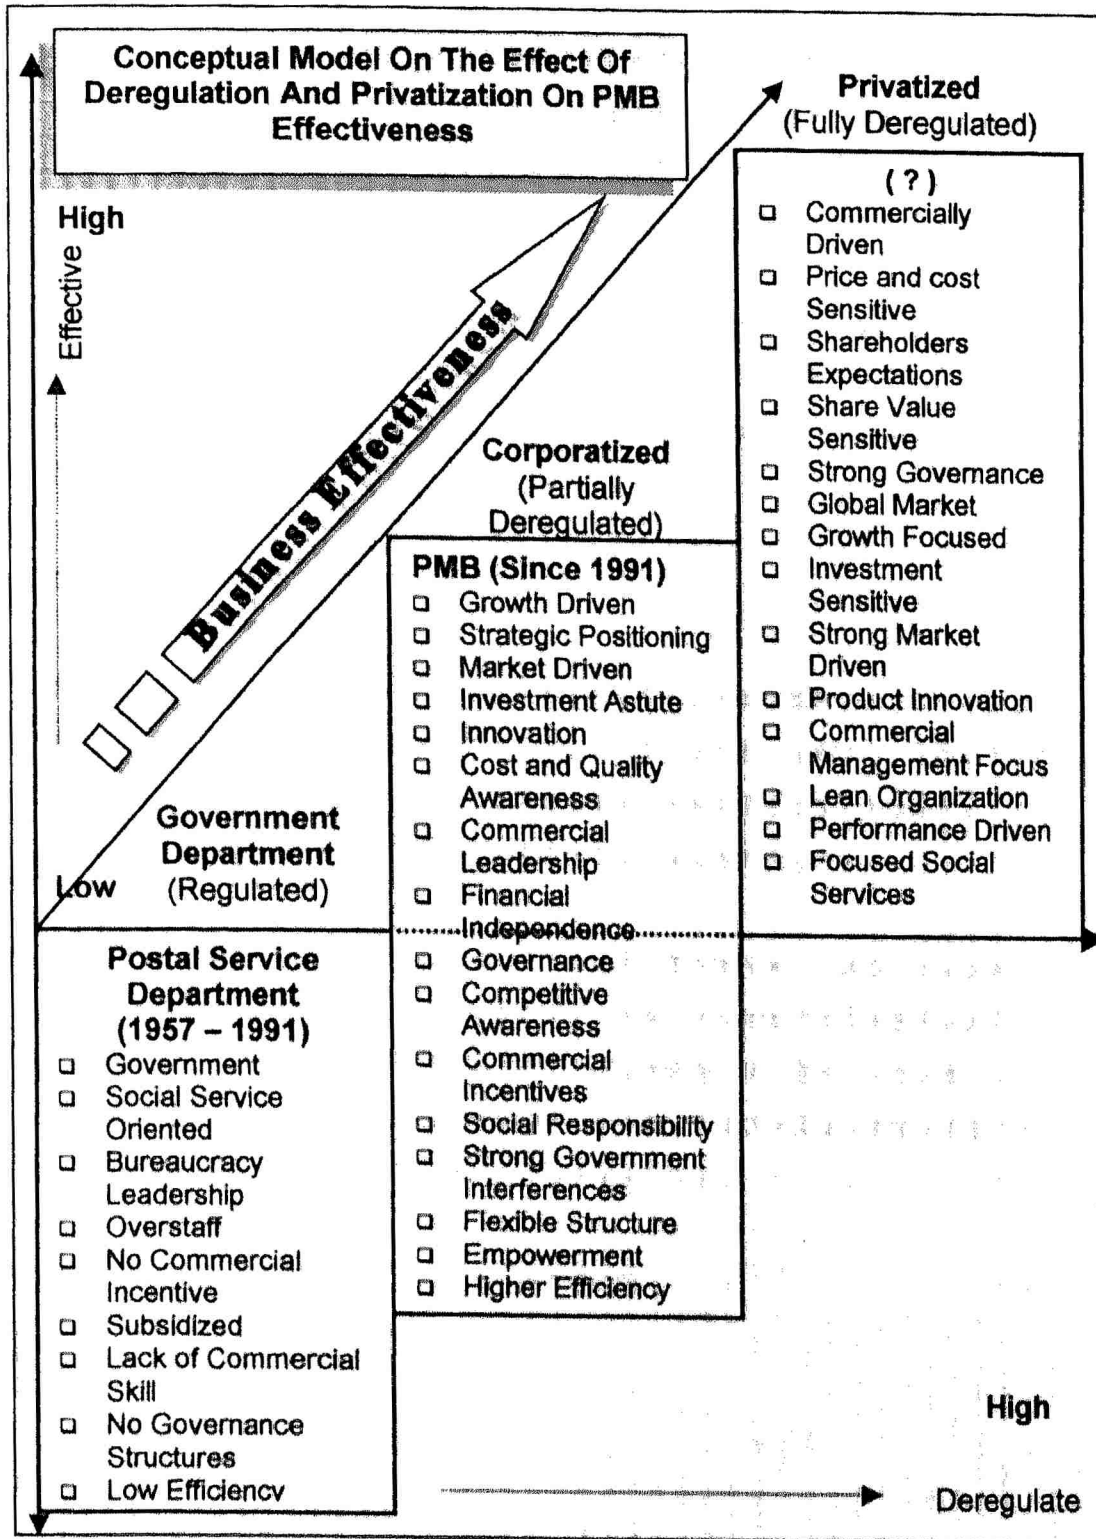 Conceptual Model On The Effect Of
Deregulation And Privatization On PMB
Effectiveness
Privatized
(Fully Deregulated)
High
Effective
Business Effectiveness
( ? )
Commercially
Driven
Price and cost
Sensitive
Shareholders
Expectations
Share Value
Sensitive
Strong Governance
Global Market
Growth Focused
Investment
Sensitive
Strong Market
Driven
Product Innovation
Commercial
Management Focus
Lean Organization
Performance Driven
Focused Social
Services
Corporatized
(Partially
Deregulated)
PMB (Since 1991)
Growth Driven
Strategic Positioning
Market Driven
Investment Astute
Innovation
Cost and Quality
Awareness
Commercial
Leadership
Financial
Independence
Governance
Competitive
Awareness
Commercial
Incentives
Social Responsibility
Strong Government
Interferences
Flexible Structure
Empowerment
Higher Efficiency
Government
Department
(Regulated)
Low
Postal Service
Department
(1957 – 1991)
Government
Social Service
Oriented
Bureaucracy
Leadership
Overstaff
No Commercial
Incentive
Subsidized
Lack of Commercial
Skill
No Governance
Structures
Low Efficiency
High
Deregulate